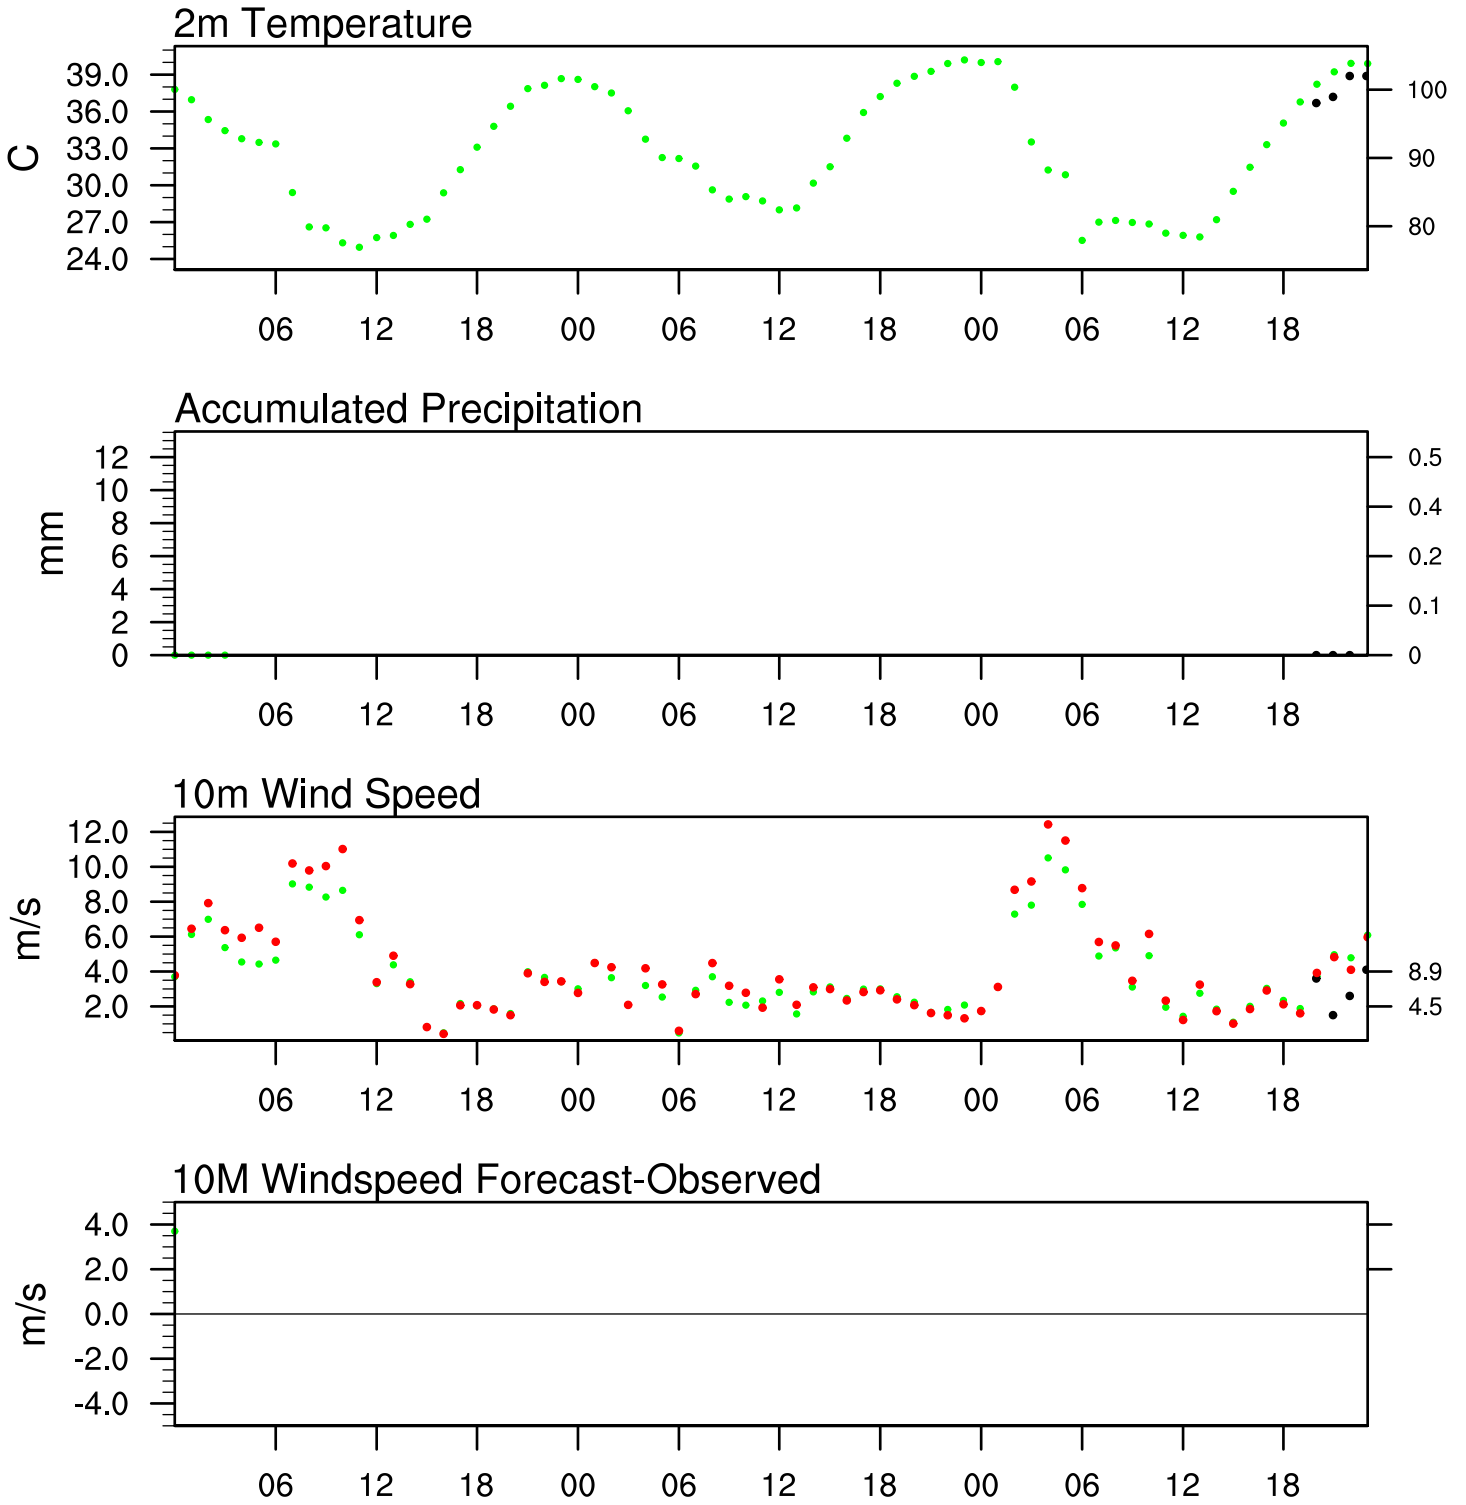 2m Temperature
C
39.0
36.0
33.0
30.0
27.0
24.0
100
90
80
06 12 18 00 06 12 18 00 06 12 18
Accumulated Precipitation
mm
12
10
8
6
4
2
0
0.5
0.4
0.2
0.1
0
06 12 18 00 06 12 18 00 06 12 18
10m Wind Speed
m/s
12.0
10.0
8.0
6.0
4.0
2.0
8.9
4.5
06 12 18 00 06 12 18 00 06 12 18
10M Windspeed Forecast-Observed
m/s
4.0
2.0
0.0
-2.0
-4.0
06 12 18 00 06 12 18 00 06 12 18